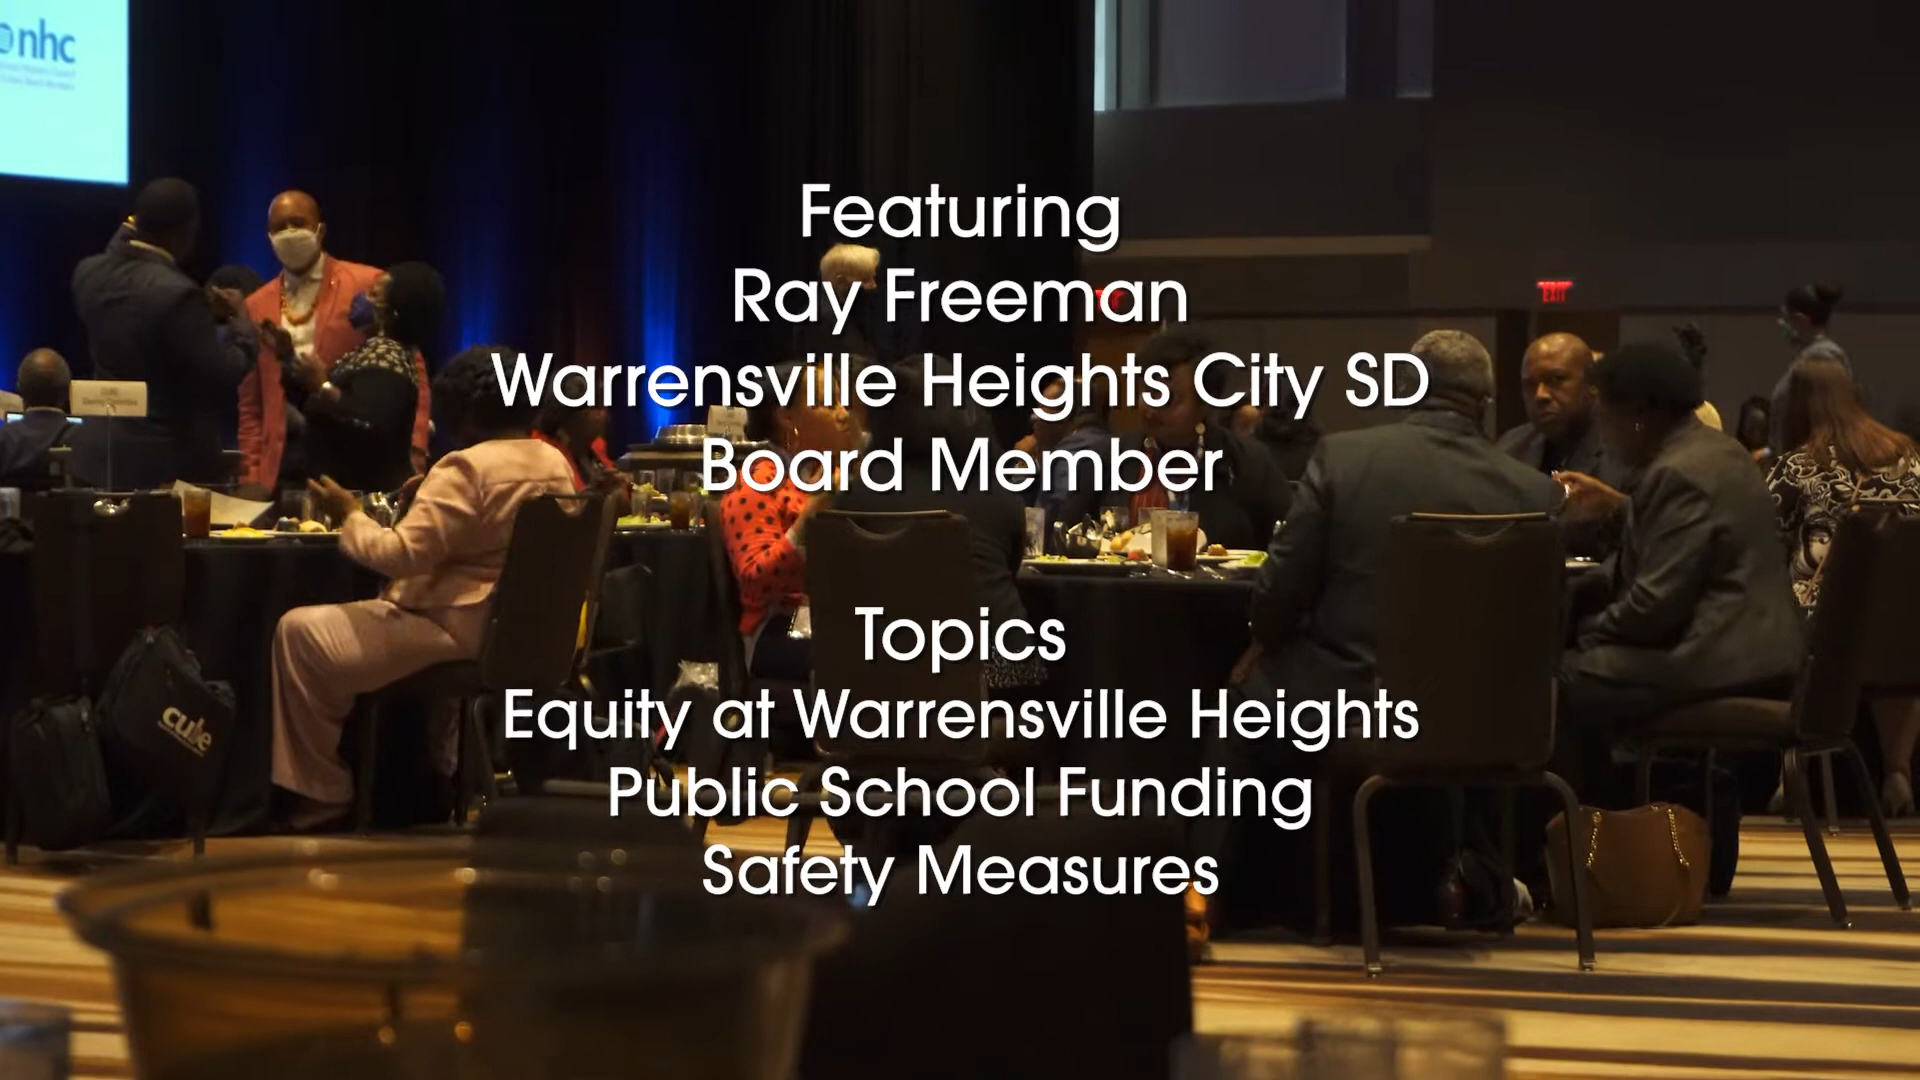 nhc
Featuring
Ray Freeman
Warrensville Heights City SD
Board Member
EXIT
Topics
Equity at Warrensville Heights
Public School Funding
Safety Measures
cube